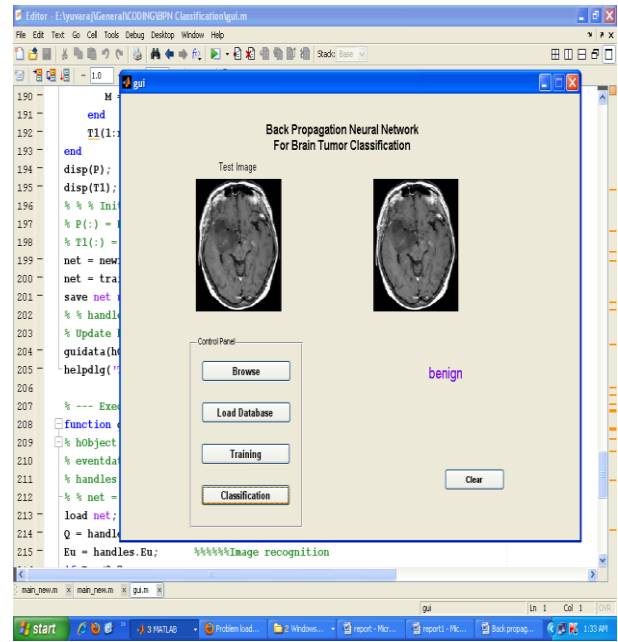 Editor - E:\yuvaraj\General\CODING\BPN Classification\gui.m
File Edit Text Go Cell Tools Debug Desktop Window Help
Stack: Base
- 1.0
gui
Back Propagation Neural Network
For Brain Tumor Classification
Test Image
Control Panel
Browse
Load Database
Training
Classification
benign
Clear
190 - M =
191 - end
192 - T1(1:
193 - end
194 - disp(P);
195 - disp(T1);
196 % % % Ini
197 % P(:) =
198 % T1(:) =
199 - net = new
200 - net = tra
201 - save net
202 % % handl
203 % Update
204 - guidata(h
205 - helpdlg('
206
207 % --- Exe
208 function
209 % hObject
210 % eventda
211 % handles
212 % % net =
213 - load net;
214 - Q = handl
215 - Eu = handles.Eu; %%%%%%Image recognition
main_new.m × main_new.m × gui.m ×
gui Ln 1 Col 1 OVR
start 3 MATLAB Problem load... 2 Windows... report - Micr... report1 - Mic... Back propag... 1:33 AM